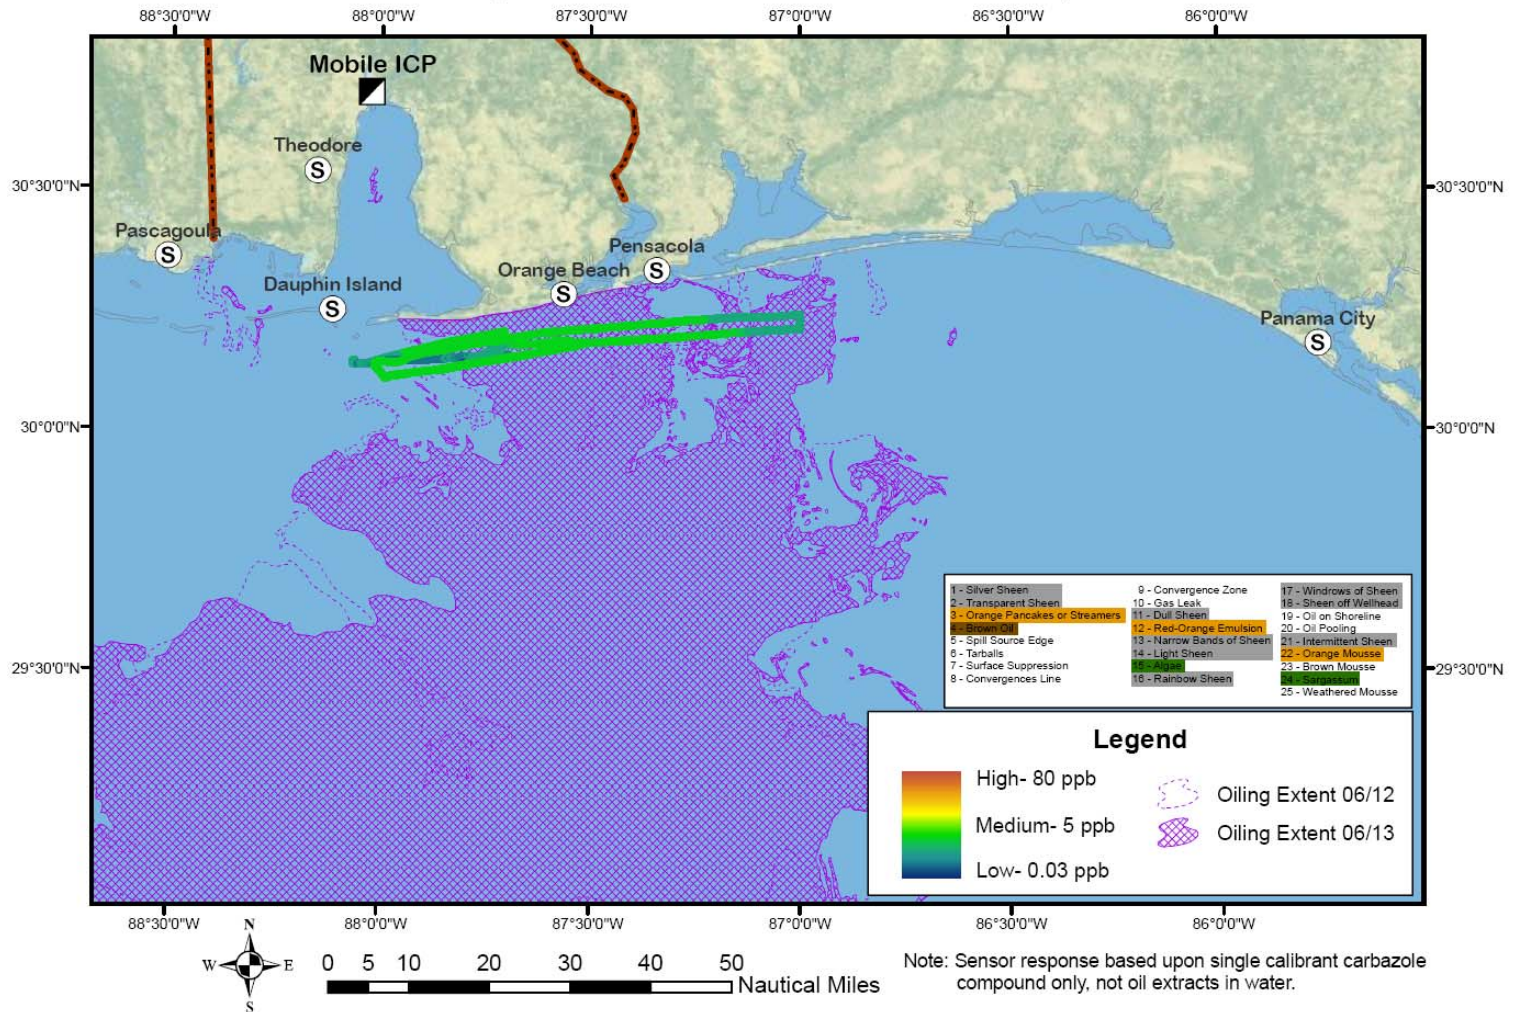 88°30'0"W 88°0'0"W 87°30'0"W 87°0'0"W 86°30'0"W 86°0'0"W
Mobile ICP
Theodore
S
30°30'0"N
30°30'0"N
Pascagoula
S
Pensacola
S
Orange Beach
S
Dauphin Island
S
Panama City
S
30°0'0"N
30°0'0"N
1 - Silver Sheen
2 - Transparent Sheen
3 - Orange Pancakes or Streamers
4 - Brown Oil
5 - Spill Source Edge
6 - Tarballs
7 - Surface Suppression
8 - Convergences Line
9 - Convergence Zone
10 - Gas Leak
11 - Dull Sheen
12 - Red-Orange Emulsion
13 - Narrow Bands of Sheen
14 - Light Sheen
15 - Algae
16 - Rainbow Sheen
17 - Windrows of Sheen
18 - Sheen off Wellhead
19 - Oil on Shoreline
20 - Oil Pooling
21 - Intermittent Sheen
22 - Orange Mousse
23 - Brown Mousse
24 - Sargassum
25 - Weathered Mousse
29°30'0"N
29°30'0"N
Legend
High- 80 ppb
Medium- 5 ppb
Low- 0.03 ppb
Oiling Extent 06/12
Oiling Extent 06/13
88°30'0"W 88°0'0"W 87°30'0"W 87°0'0"W 86°30'0"W 86°0'0"W
N
W E
S
0 5 10 20 30 40 50
Nautical Miles
Note: Sensor response based upon single calibrant carbazole
compound only, not oil extracts in water.